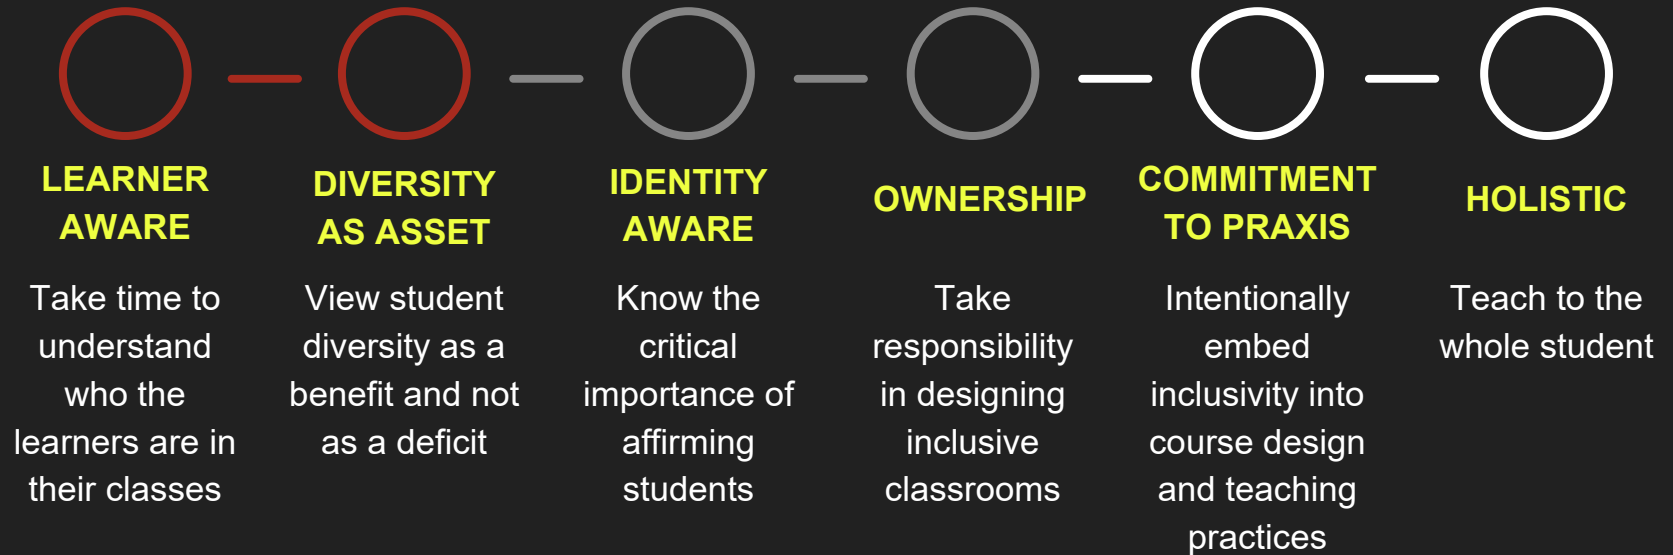 LEARNER
AWARE
Take time to
understand
who the
learners are in
their classes
DIVERSITY
AS ASSET
View student
diversity as a
benefit and not
as a deficit
IDENTITY
AWARE
Know the
critical
importance of
affirming
students
OWNERSHIP
Take
responsibility
in designing
inclusive
classrooms
COMMITMENT
TO PRAXIS
Intentionally
embed
inclusivity into
course design
and teaching
practices
HOLISTIC
Teach to the
whole student